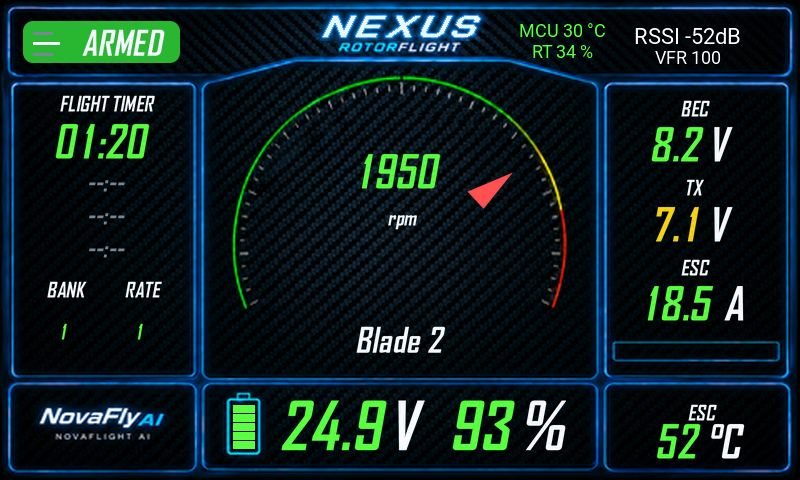 ARMED
NEXUS
ROTORFLIGHT
MCU 30 °C
RT 34 %
RSSI -52dB
VFR 100
FLIGHT TIMER
01:20
--:--
--:--
--:--
BANK RATE
1 1
1950
rpm
Blade 2
BEC
8.2 V
TX
7.1 V
ESC
18.5 A
NovaFly AI
NOVAFLIGHT AI
24.9 V 93 %
ESC
52 °C